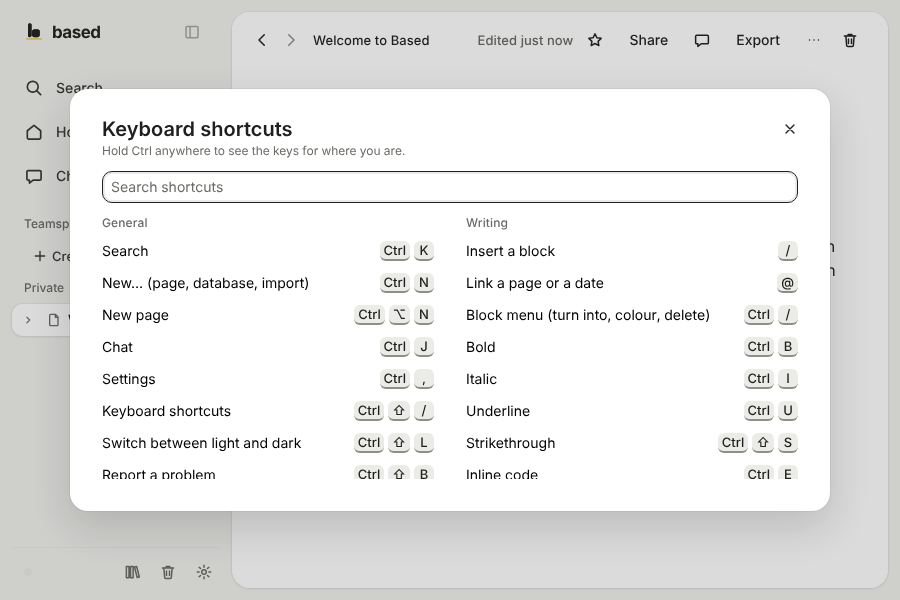 based
Welcome to Based
Edited just now
Share
Export
Search
Keyboard shortcuts
Hold Ctrl anywhere to see the keys for where you are.
Search shortcuts
Teamsp
Cre
Private
General
Search Ctrl K
New... (page, database, import) Ctrl N
New page Ctrl ⌥ N
Chat Ctrl J
Settings Ctrl ,
Keyboard shortcuts Ctrl ⇧ /
Switch between light and dark Ctrl ⇧ L
Report a problem Ctrl ⇧ B
Writing
Insert a block /
Link a page or a date @
Block menu (turn into, colour, delete) Ctrl /
Bold Ctrl B
Italic Ctrl I
Underline Ctrl U
Strikethrough Ctrl ⇧ S
Inline code Ctrl E